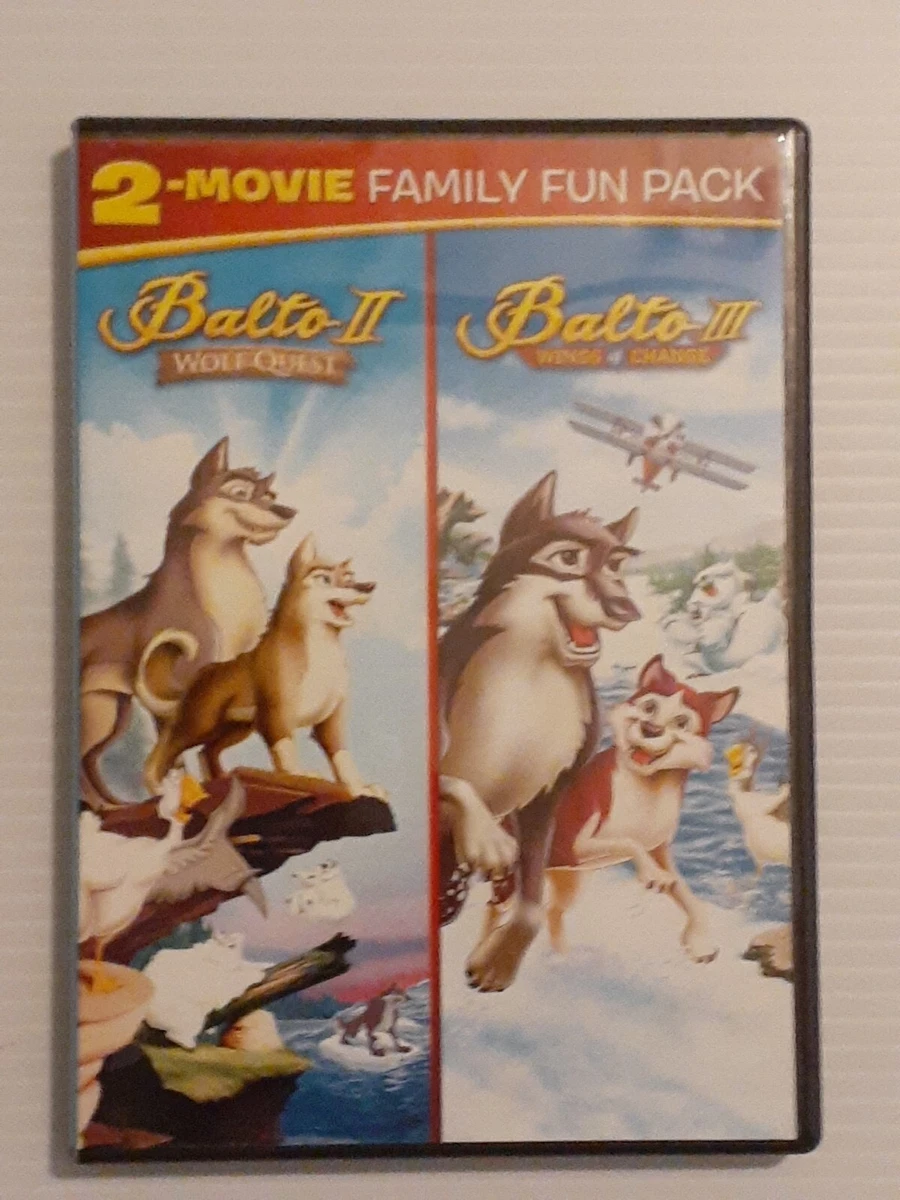 2-MOVIE FAMILY FUN PACK
Balto II
WOLF QUEST
Balto III
WINGS of CHANGE